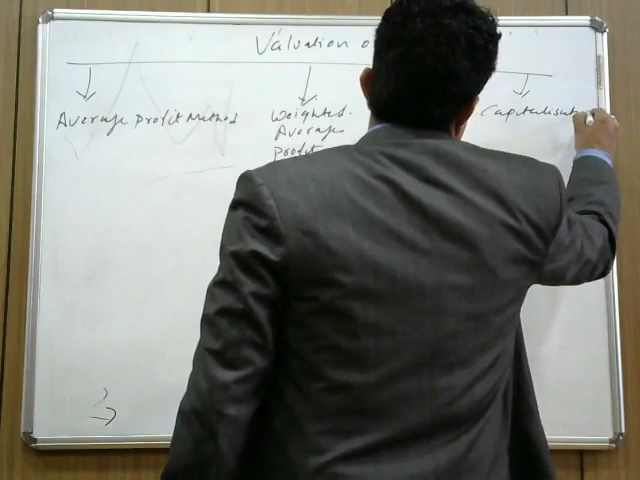 Valuation o
Average Profit Method
Weighted
Average
profit
Capitalisat